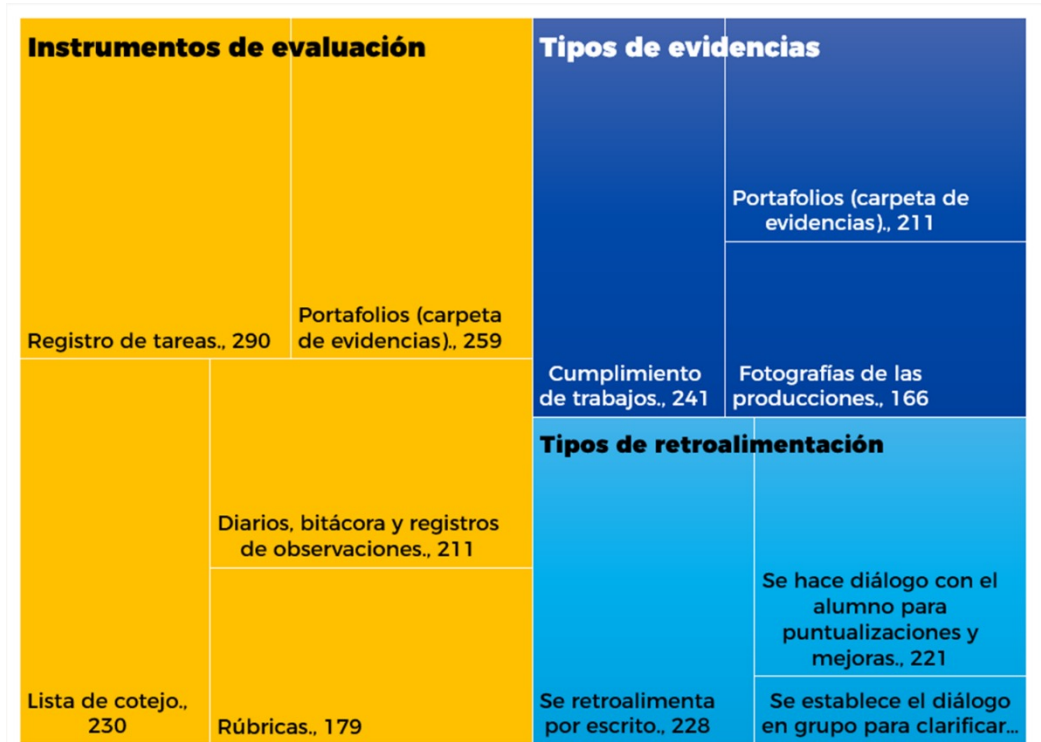 Instrumentos de evaluación
Registro de tareas., 290
Portafolios (carpeta
de evidencias)., 259
Lista de cotejo.,
230
Diarios, bitácora y registros
de observaciones., 211
Rúbricas., 179
Tipos de evidencias
Cumplimiento
de trabajos., 241
Portafolios (carpeta de
evidencias)., 211
Fotografías de las
producciones., 166
Tipos de retroalimentación
Se retroalimenta
por escrito., 228
Se hace diálogo con el
alumno para
puntualizaciones y
mejoras., 221
Se establece el diálogo
en grupo para clarificar...